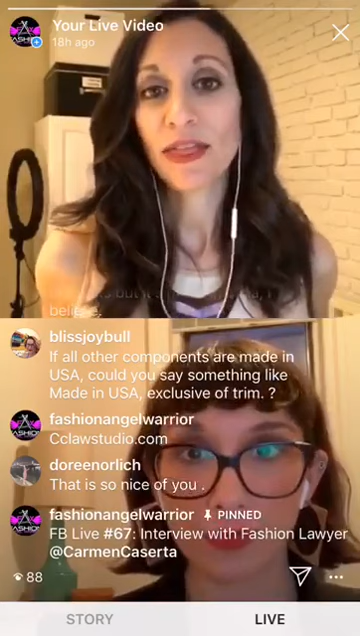 Your Live Video
18h ago
believe.
blissjoybull
If all other components are made in
USA, could you say something like
Made in USA, exclusive of trim. ?
fashionangelwarrior
Cclawstudio.com
doreenorlich
That is so nice of you .
fashionangelwarrior PINNED
FB Live #67: Interview with Fashion Lawyer
@CarmenCaserta
88
STORY LIVE